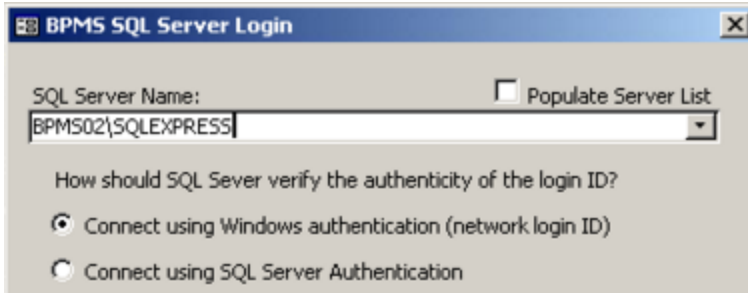 BPMS SQL Server Login
SQL Server Name:
Populate Server List
BPMS02\SQLEXPRESS
How should SQL Sever verify the authenticity of the login ID?
Connect using Windows authentication (network login ID)
Connect using SQL Server Authentication